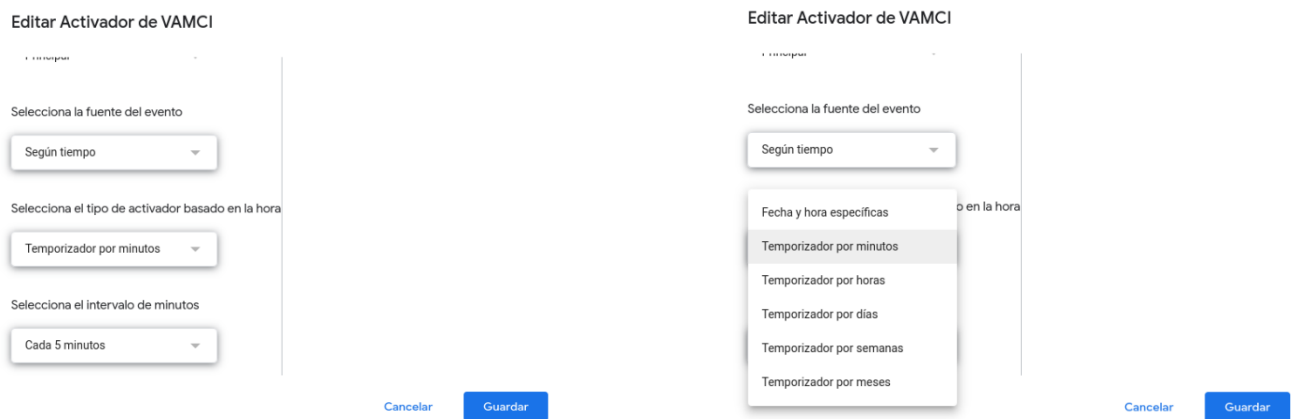 Editar Activador de VAMCI
Principal
Selecciona la fuente del evento
Según tiempo
Selecciona el tipo de activador basado en la hora
Temporizador por minutos
Selecciona el intervalo de minutos
Cada 5 minutos
Cancelar
Guardar
Editar Activador de VAMCI
Principal
Selecciona la fuente del evento
Según tiempo
o en la hora
Fecha y hora específicas
Temporizador por minutos
Temporizador por horas
Temporizador por días
Temporizador por semanas
Temporizador por meses
Cancelar
Guardar